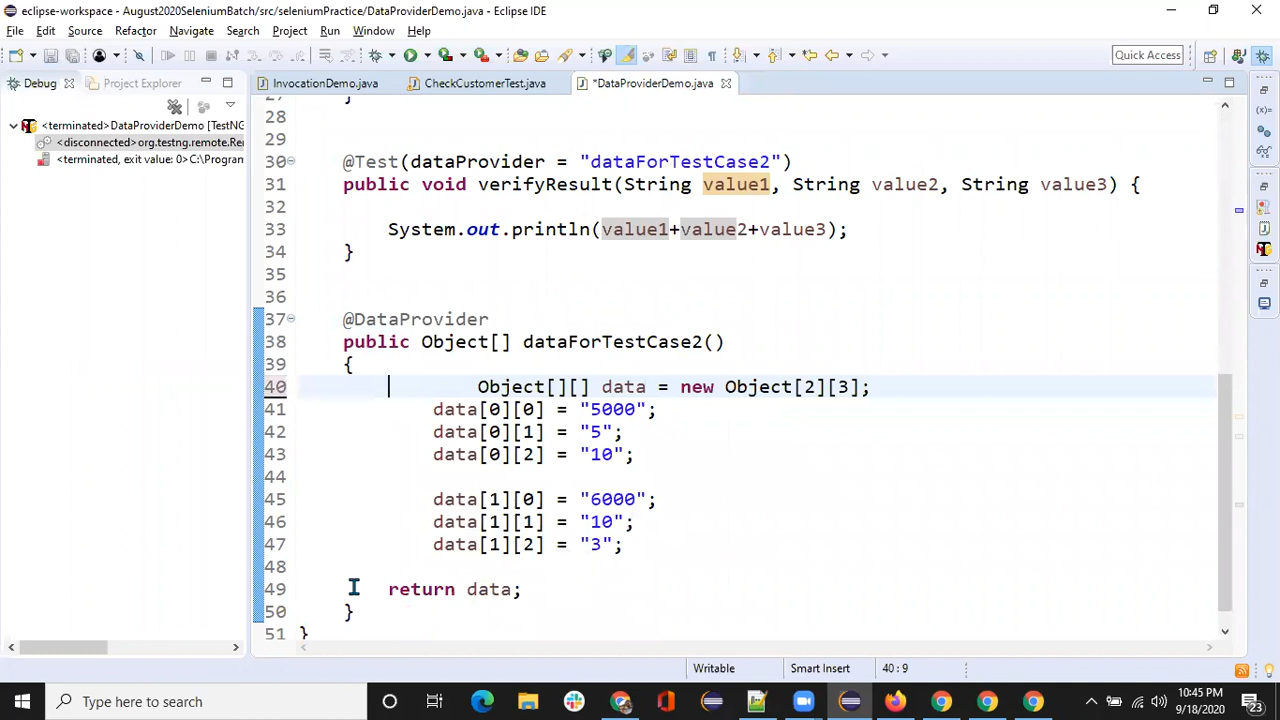 eclipse-workspace - August2020SeleniumBatch/src/seleniumPractice/DataProviderDemo.java - Eclipse IDE
File Edit Source Refactor Navigate Search Project Run Window Help
Quick Access
Debug Project Explorer
InvocationDemo.java CheckCustomerTest.java *DataProviderDemo.java
<terminated>DataProviderDemo [TestNG
<disconnected>org.testng.remote.Re
<terminated, exit value: 0>C:\Program
27 }
28
29
30 @Test(dataProvider = "dataForTestCase2")
31 public void verifyResult(String value1, String value2, String value3) {
32
33 System.out.println(value1+value2+value3);
34 }
35
36
37 @DataProvider
38 public Object[] dataForTestCase2()
39 {
40 Object[][] data = new Object[2][3];
41 data[0][0] = "5000";
42 data[0][1] = "5";
43 data[0][2] = "10";
44
45 data[1][0] = "6000";
46 data[1][1] = "10";
47 data[1][2] = "3";
48
49 return data;
50 }
51 }
Writable Smart Insert 40 : 9
Type here to search
10:45 PM
9/18/2020
23